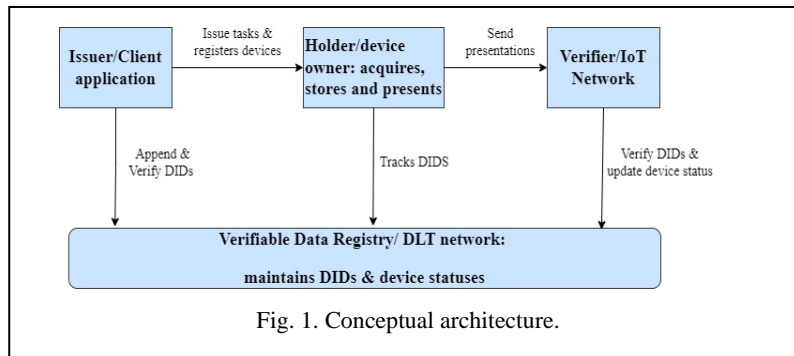 Issue tasks &
registers devices
Send
presentations
Issuer/Client
application
Holder/device
owner: acquires,
stores and presents
Verifier/IoT
Network
Append &
Verify DIDs
Tracks DIDS
Verify DIDs &
update device status
Verifiable Data Registry/ DLT network:
maintains DIDs & device statuses
Fig. 1. Conceptual architecture.